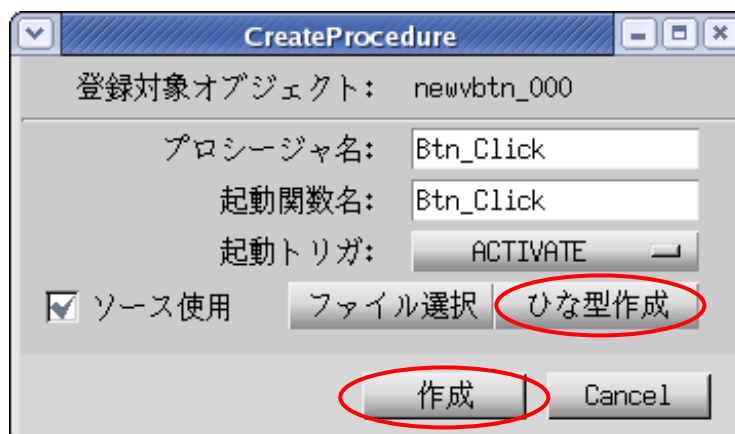 CreateProcedure
登録対象オブジェクト: newvbtn_000
プロシージャ名: Btn_Click
起動関数名: Btn_Click
起動トリガ: ACTIVATE
ソース使用 ファイル選択 ひな型作成
作成 Cancel